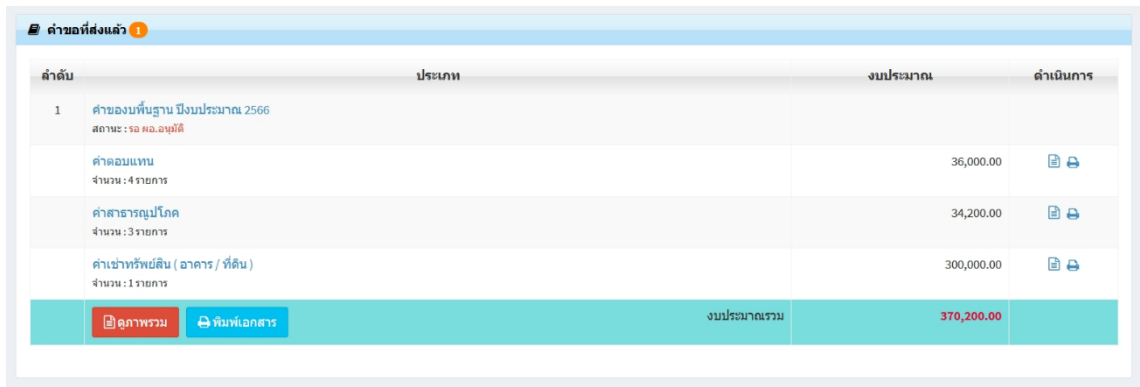 คำขอที่ส่งแล้ว 1
ลำดับ ประเภท งบประมาณ ดำเนินการ
1 คำของบพื้นฐาน ปีงบประมาณ 2566
สถานะ : รอ ผอ.อนุมัติ
ค่าตอบแทน 36,000.00
จำนวน : 4 รายการ
ค่าสาธารณูปโภค 34,200.00
จำนวน : 3 รายการ
ค่าเช่าทรัพย์สิน ( อาคาร / ที่ดิน ) 300,000.00
จำนวน : 1 รายการ
ดูภาพรวม พิมพ์เอกสาร งบประมาณรวม 370,200.00